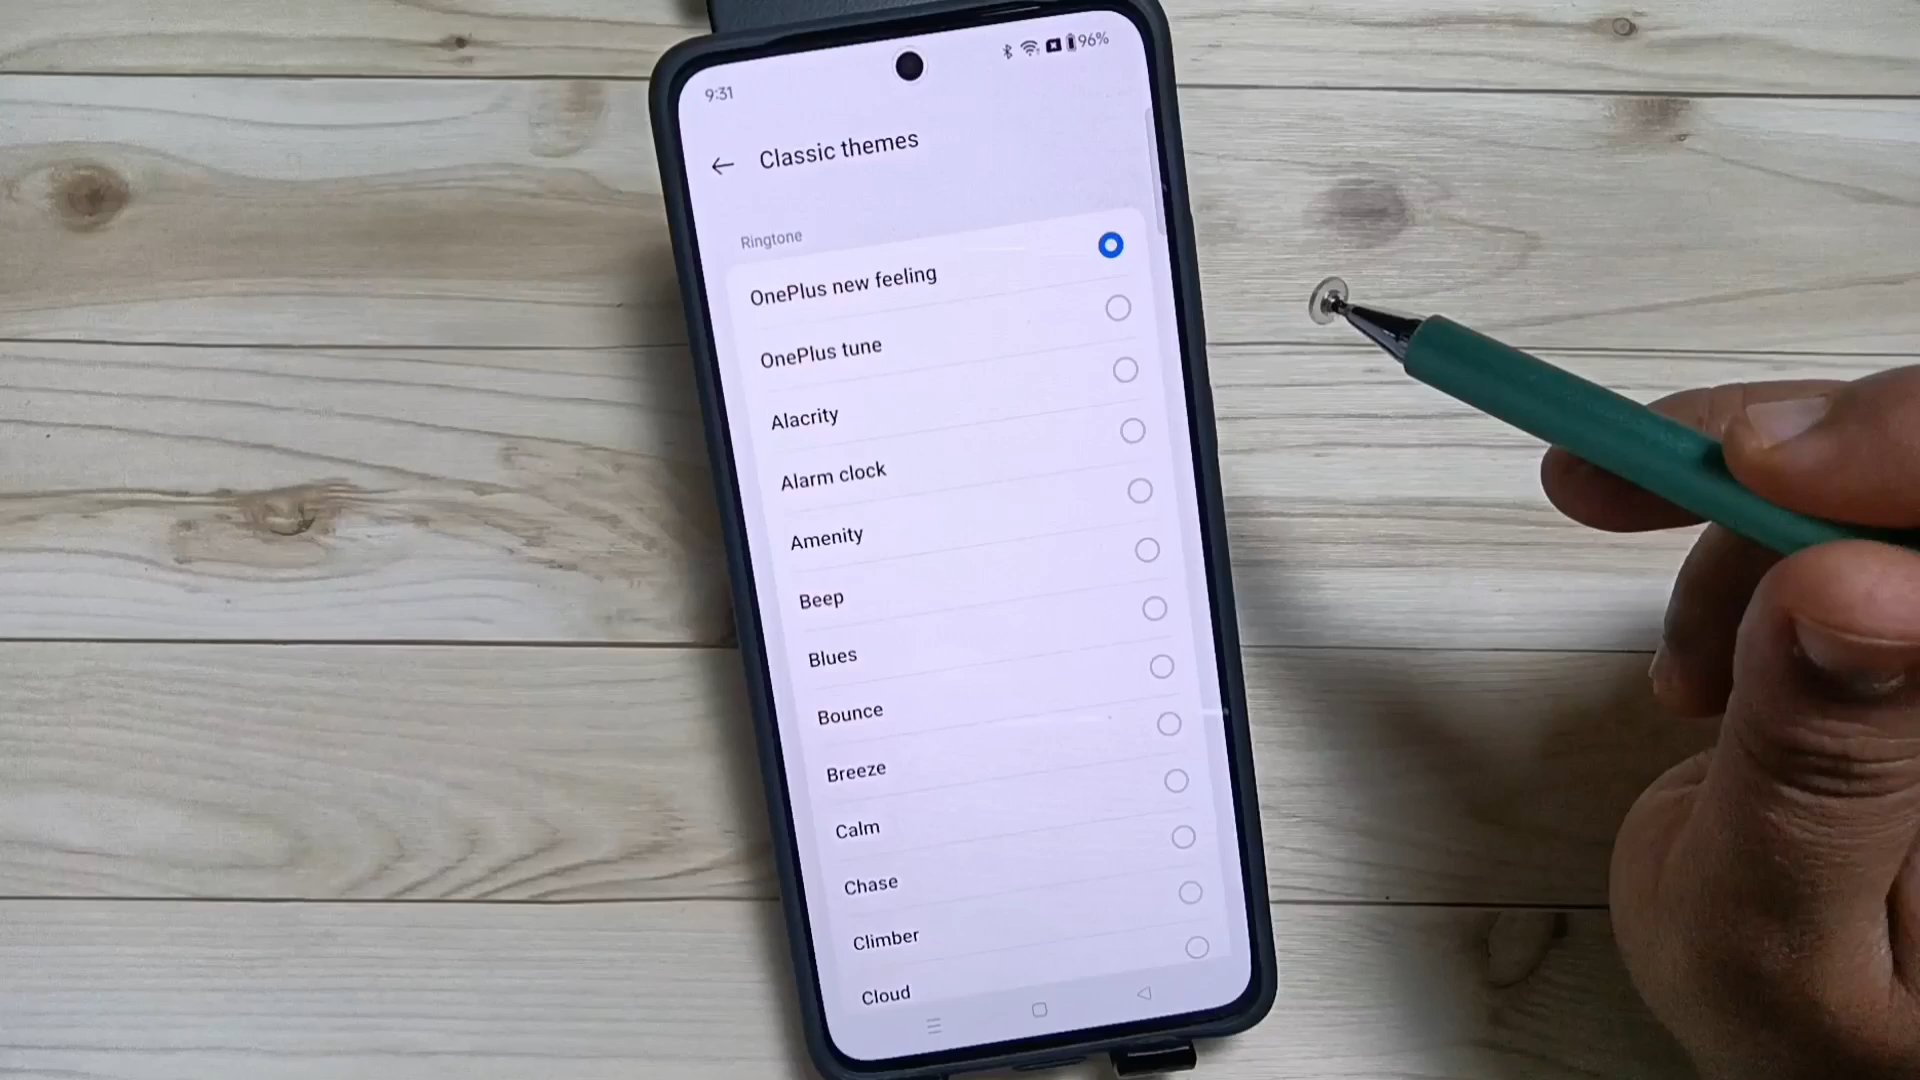 9:31
96%
Classic themes
Ringtone
OnePlus new feeling
OnePlus tune
Alacrity
Alarm clock
Amenity
Beep
Blues
Bounce
Breeze
Calm
Chase
Climber
Cloud